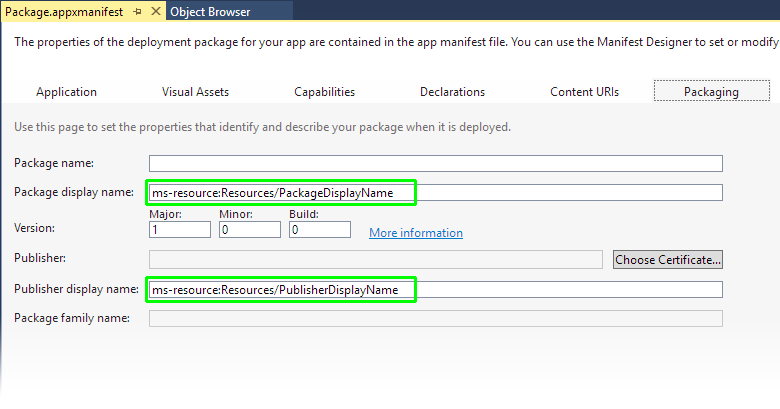 Package.appxmanifest Object Browser
The properties of the deployment package for your app are contained in the app manifest file. You can use the Manifest Designer to set or modify
Application Visual Assets Capabilities Declarations Content URIs Packaging
Use this page to set the properties that identify and describe your package when it is deployed.
Package name:
Package display name: ms-resource:Resources/PackageDisplayName
Major: Minor: Build:
Version: 1 0 0 More information
Publisher: Choose Certificate...
Publisher display name: ms-resource:Resources/PublisherDisplayName
Package family name: